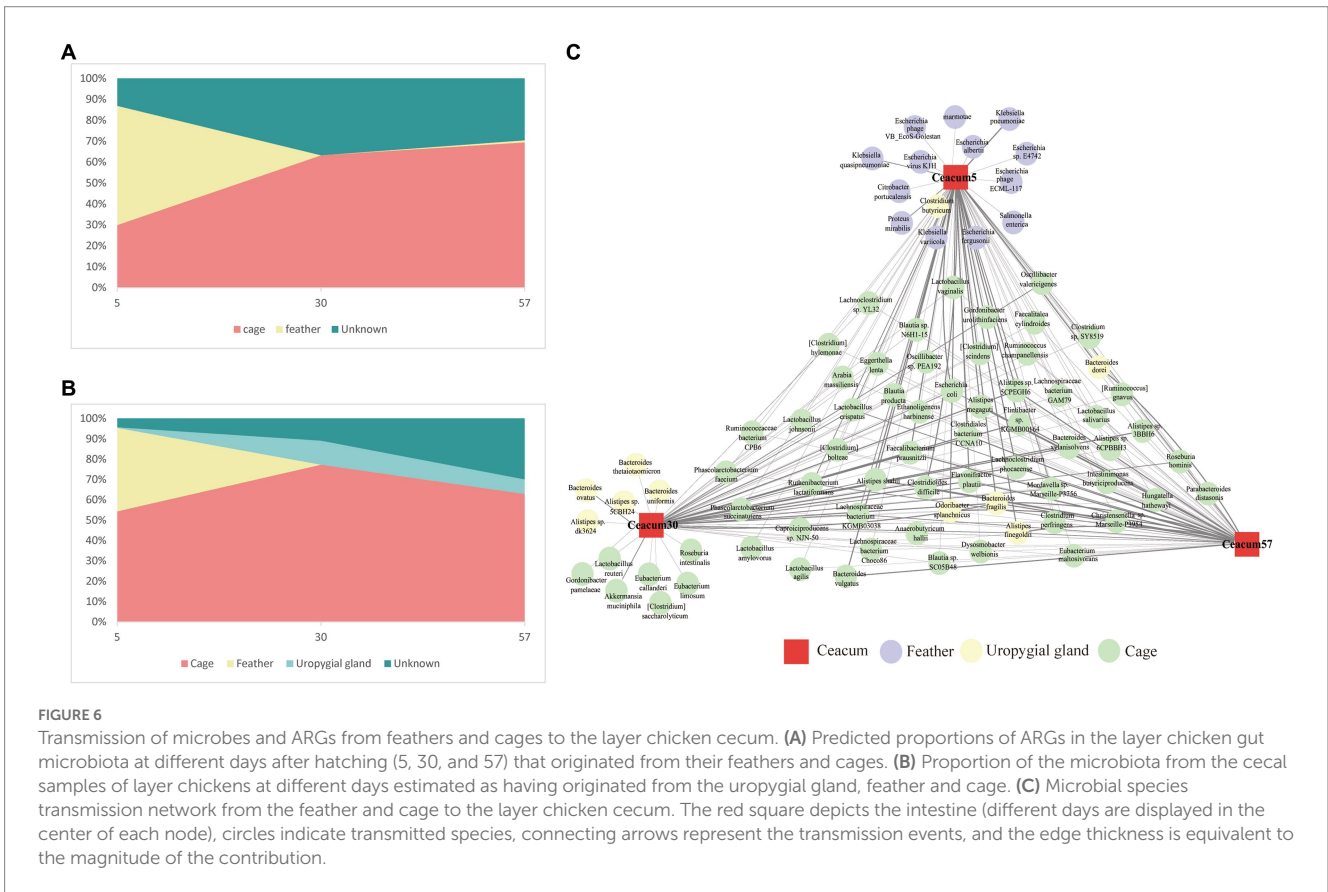 A
100%
90%
80%
70%
60%
50%
40%
30%
20%
10%
0%
5
30
57
cage
feather
Unknown
B
100%
90%
80%
70%
60%
50%
40%
30%
20%
10%
0%
5
30
57
Cage
Feather
Uropygial gland
Unknown
C
Escherichia
phage
VB_EcoS-Golestan
marmotae
Klebsiella
pneumoniae
Escherichia
albertii
Escherichia
sp. E4742
Klebsiella
quasipneumoniae
Escherichia
virus K1H
Ceacum5
Escherichia
phage
ECML-117
Citrobacter
portucalensis
Clostridium
butyricum
Proteus
mirabilis
Klebsiella
variicola
Escherichia
fergusonii
Salmonella
enterica
Lactobacillus
vaginalis
Oscillibacter
valericigenes
Lachnoclostridium
sp. YL32
Gordonibacter
urolithinfaciens
Faecalitalea
cylindroides
Blautia sp.
N6H1-15
Clostridium
sp. SY8519
[Clostridium]
hylemonae
Oscillibacter
sp. PEA192
[Clostridium]
scindens
Ruminococcus
champanellensis
Eggerthella
lenta
Bacteroides
dorei
Arabia
massiliensis
Blautia
producta
Escherichia
coli
Alistipes sp.
5CPEGH6
Lachnospiraceae
bacterium
GAM79
[Ruminococcus]
gnavus
Lactobacillus
johnsonii
Lactobacillus
crispatus
Ethanoligenens
harbinense
Alistipes
megaguti
Flintibacter
sp.
KGMB00164
Lactobacillus
salivarius
Ruminococcaceae
bacterium
CPB6
Clostridiales
bacterium
CCNA10
Bacteroides
xylanisolvens
Alistipes sp.
6CPBBH3
Alistipes sp.
3BBH6
[Clostridium]
bolteae
Faecalibacterium
prausnitzii
Lachnoclostridium
phocaeense
Roseburia
hominis
Phascolarctobacterium
faecium
Ruthenibacterium
lactatiformans
Alistipes shahii
Clostridioides
difficile
Flavonifractor
plautii
Intestinimonas
butyriciproducens
Mordavella sp.
Marseille-P3756
Hungatella
hathewayi
Parabacteroides
distasonis
Bacteroides
thetaiotaomicron
Bacteroides
ovatus
Bacteroides
uniformis
Alistipes sp.
5CBH24
Alistipes sp.
dk3624
Ceacum30
Phascolarctobacterium
succinatutens
Lachnospiraceae
bacterium
KGMB03038
Odoribacter
splanchnicus
Bacteroides
fragilis
Clostridium
perfringens
Christensenella sp.
Marseille-P3954
Caproiciproducens
sp. NJN-50
Anaerobutyricum
hallii
Alistipes
finegoldii
Ceacum57
Lactobacillus
amylovorus
Lachnospiraceae
bacterium
Choco86
Dysosmobacter
welbionis
Eubacterium
maltosivorans
Lactobacillus
agilis
Bacteroides
vulgatus
Blautia sp.
SC05B48
Lactobacillus
reuteri
Roseburia
intestinalis
Gordonibacter
pamelaeae
Eubacterium
callanderi
Akkermansia
muciniphila
Eubacterium
limosum
[Clostridium]
saccharolyticum
Ceacum
Feather
Uropygial gland
Cage
FIGURE 6
Transmission of microbes and ARGs from feathers and cages to the layer chicken cecum. (A) Predicted proportions of ARGs in the layer chicken gut
microbiota at different days after hatching (5, 30, and 57) that originated from their feathers and cages. (B) Proportion of the microbiota from the cecal
samples of layer chickens at different days estimated as having originated from the uropygial gland, feather and cage. (C) Microbial species
transmission network from the feather and cage to the layer chicken cecum. The red square depicts the intestine (different days are displayed in the
center of each node), circles indicate transmitted species, connecting arrows represent the transmission events, and the edge thickness is equivalent to
the magnitude of the contribution.